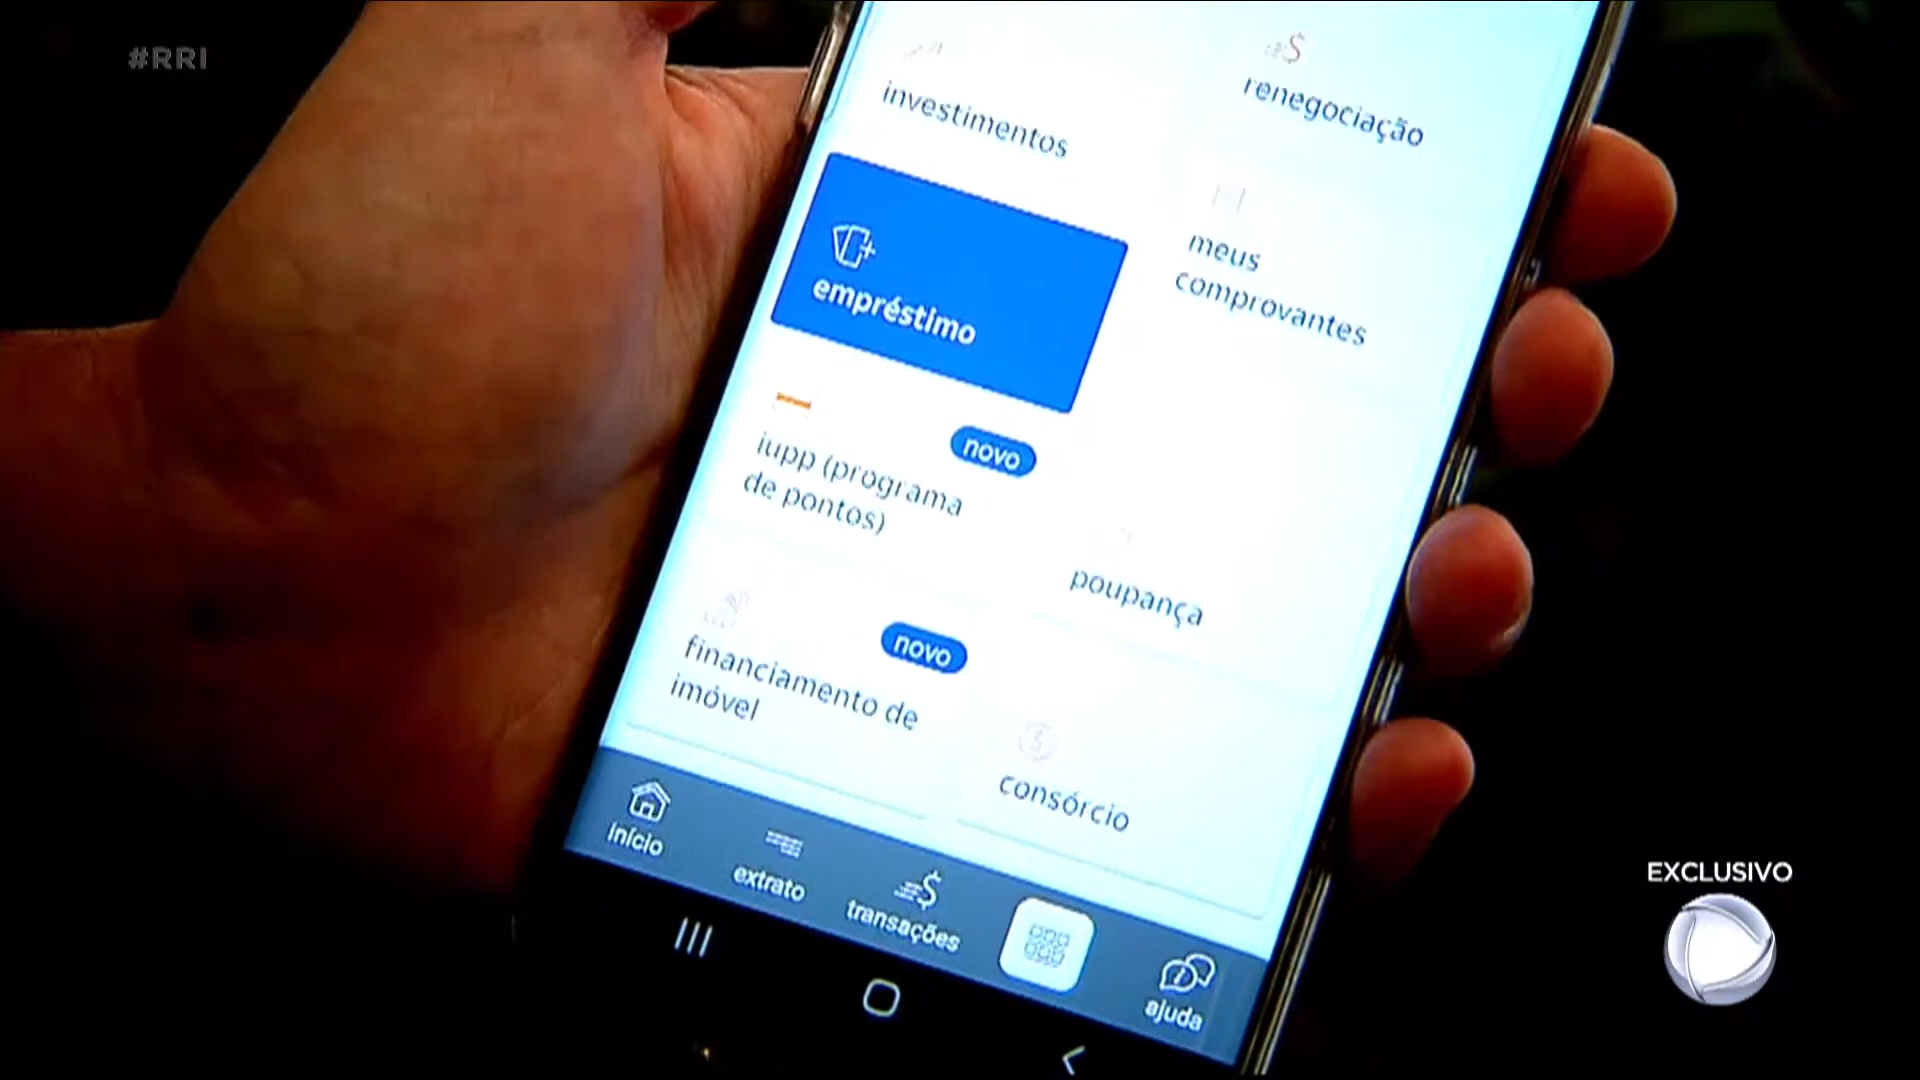 #RRI
investimentos
renegociação
empréstimo
meus
comprovantes
novo
iupp (programa
de pontos)
poupança
novo
financiamento de
imóvel
consórcio
início
extrato
transações
ajuda
EXCLUSIVO